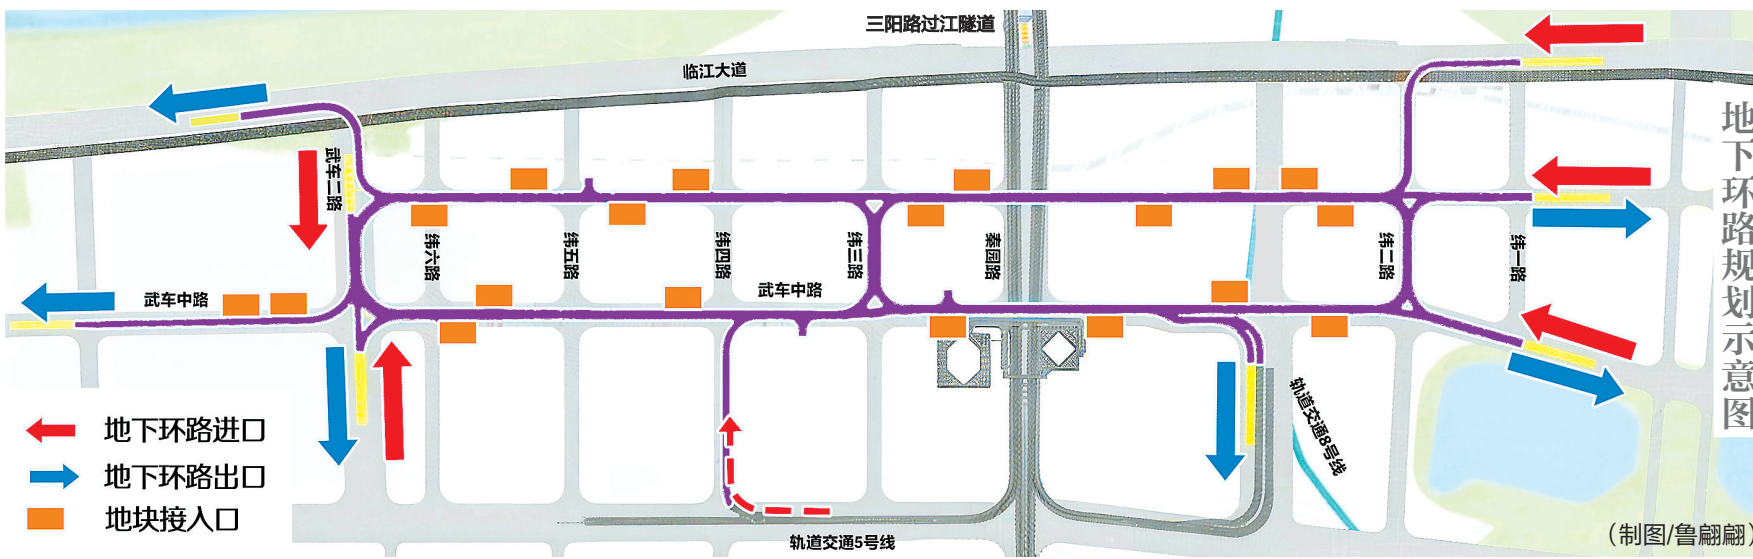 三阳路过江隧道
临江大道
地下环路规划示意图
武车二路
纬六路
纬五路
纬四路
纬三路
秦园路
纬二路
纬一路
武车中路
武车中路
轨道交通8号线
轨道交通5号线
地下环路进口
地下环路出口
地块接入口
（制图/鲁翩翩）